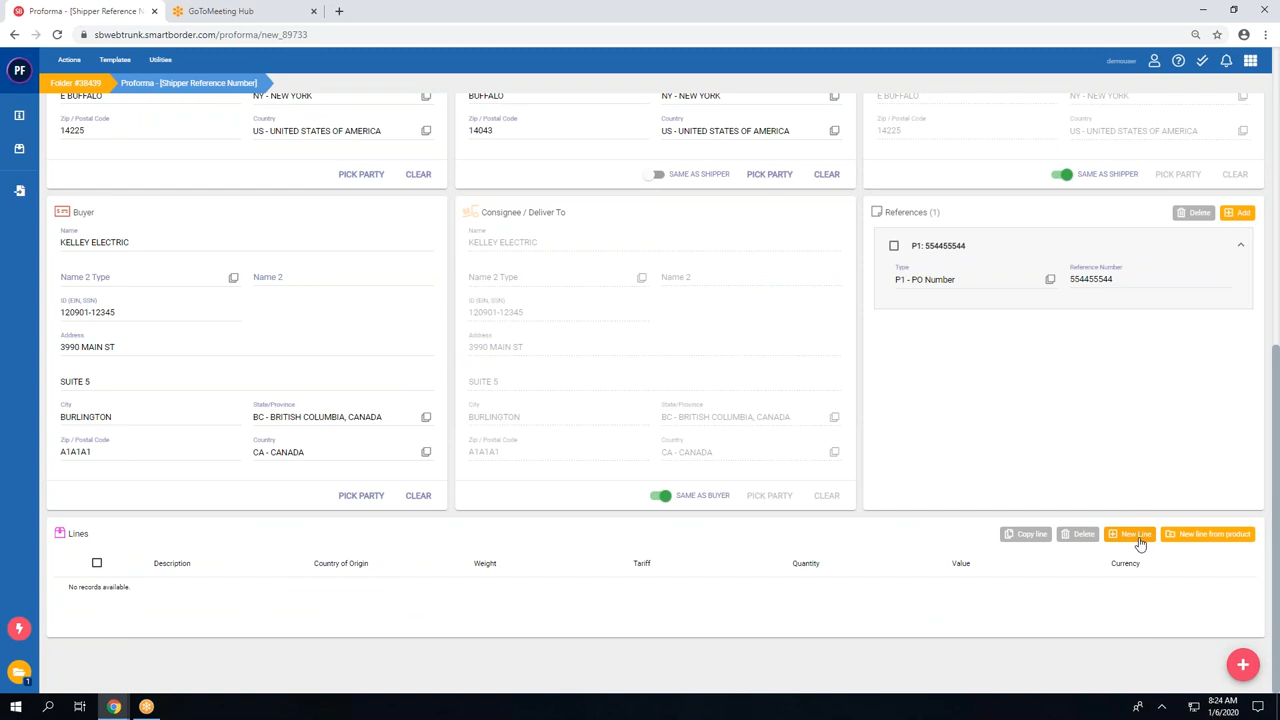 Proforma - [Shipper Reference N
GoToMeeting Hub
sbwebtrunk.smartborder.com/proforma/new_89733
PF
Actions Templates Utilities
demouser
Folder #38439 Proforma - [Shipper Reference Number]
E BUFFALO NY - NEW YORK BUFFALO NY - NEW YORK E BUFFALO NY - NEW YORK
Zip / Postal Code Country Zip / Postal Code Country Zip / Postal Code Country
14225 US - UNITED STATES OF AMERICA 14043 US - UNITED STATES OF AMERICA 14225 US - UNITED STATES OF AMERICA
PICK PARTY CLEAR SAME AS SHIPPER PICK PARTY CLEAR SAME AS SHIPPER PICK PARTY CLEAR
Buyer Consignee / Deliver To References (1) Delete Add
Name Name
KELLEY ELECTRIC KELLEY ELECTRIC P1: 554455544
Type Reference Number
Name 2 Type Name 2 Name 2 Type Name 2 P1 - PO Number 554455544
ID (EIN, SSN) ID (EIN, SSN)
120901-12345 120901-12345
Address Address
3990 MAIN ST 3990 MAIN ST
SUITE 5 SUITE 5
City State/Province City State/Province
BURLINGTON BC - BRITISH COLUMBIA, CANADA BURLINGTON BC - BRITISH COLUMBIA, CANADA
Zip / Postal Code Country Zip / Postal Code Country
A1A1A1 CA - CANADA A1A1A1 CA - CANADA
PICK PARTY CLEAR SAME AS BUYER PICK PARTY CLEAR
Lines Copy line Delete New Line New line from product
Description Country of Origin Weight Tariff Quantity Value Currency
No records available.
1
8:24 AM
1/6/2020